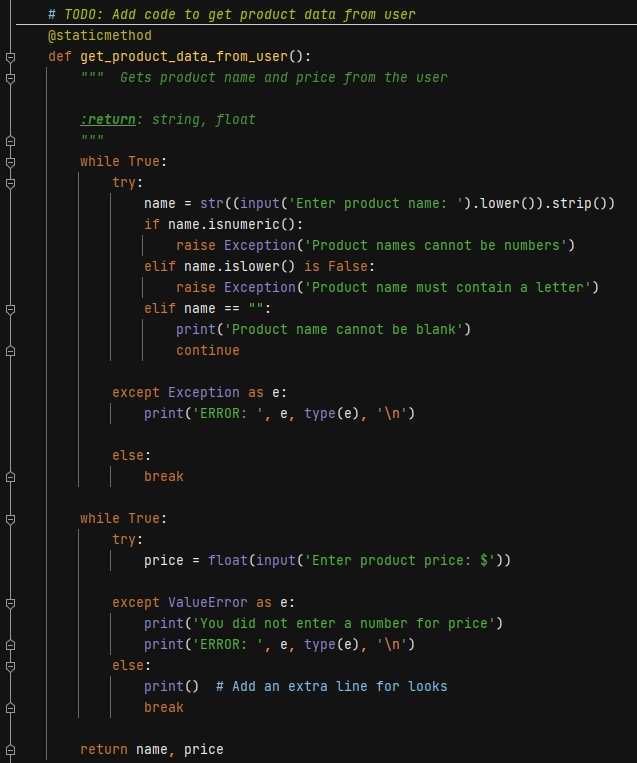 # TODO: Add code to get product data from user
@staticmethod
def get_product_data_from_user():
    """  Gets product name and price from the user

    :return: string, float
    """
    while True:
        try:
            name = str((input('Enter product name: ').lower()).strip())
            if name.isnumeric():
                raise Exception('Product names cannot be numbers')
            elif name.islower() is False:
                raise Exception('Product name must contain a letter')
            elif name == "":
                print('Product name cannot be blank')
                continue

        except Exception as e:
            print('ERROR: ', e, type(e), '\n')

        else:
            break

    while True:
        try:
            price = float(input('Enter product price: $'))

        except ValueError as e:
            print('You did not enter a number for price')
            print('ERROR: ', e, type(e), '\n')
        else:
            print()  # Add an extra line for looks
            break

    return name, price